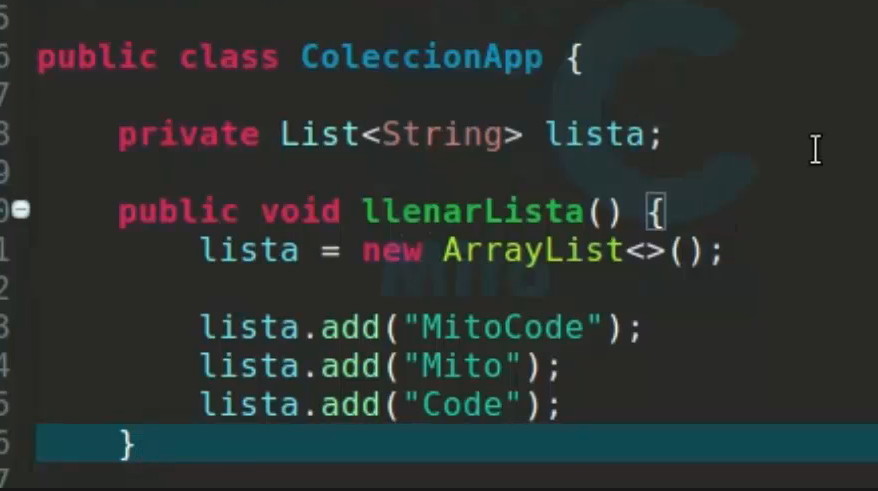 5
6 public class ColeccionApp {
7
8 private List<String> lista;
9
0 public void llenarLista() {
1 lista = new ArrayList<>();
2
3 lista.add("MitoCode");
4 lista.add("Mito");
5 lista.add("Code");
6 }
7
Mito